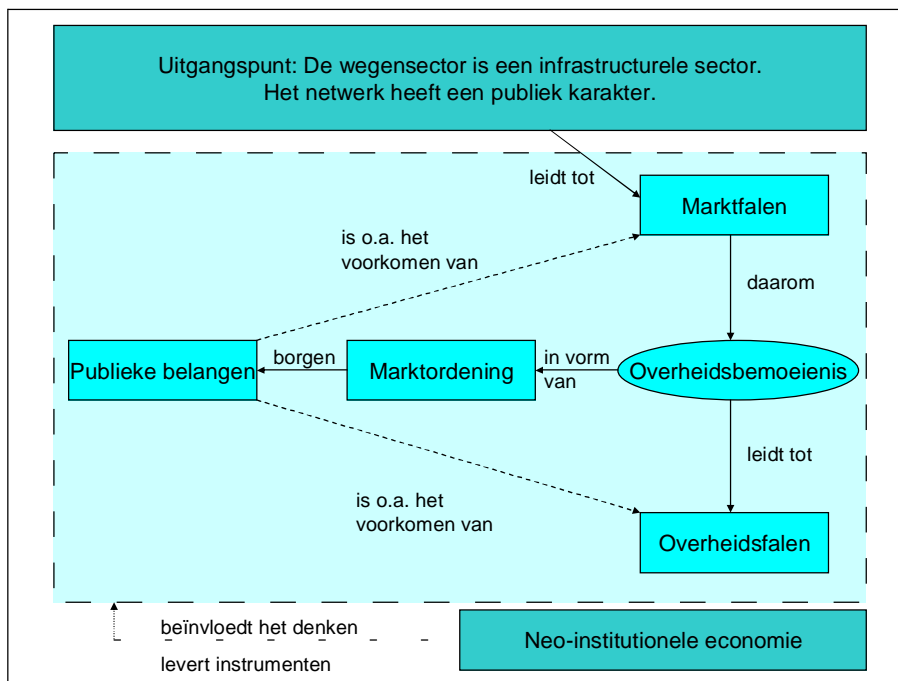 Uitgangspunt: De wegensector is een infrastructurele sector.
Het netwerk heeft een publiek karakter.
leidt tot
Marktfalen
is o.a. het
voorkomen van
daarom
Publieke belangen
borgen
Marktordening
in vorm
van
Overheidsbemoeienis
leidt tot
is o.a. het
voorkomen van
Overheidsfalen
beïnvloedt het denken
levert instrumenten
Neo-institutionele economie